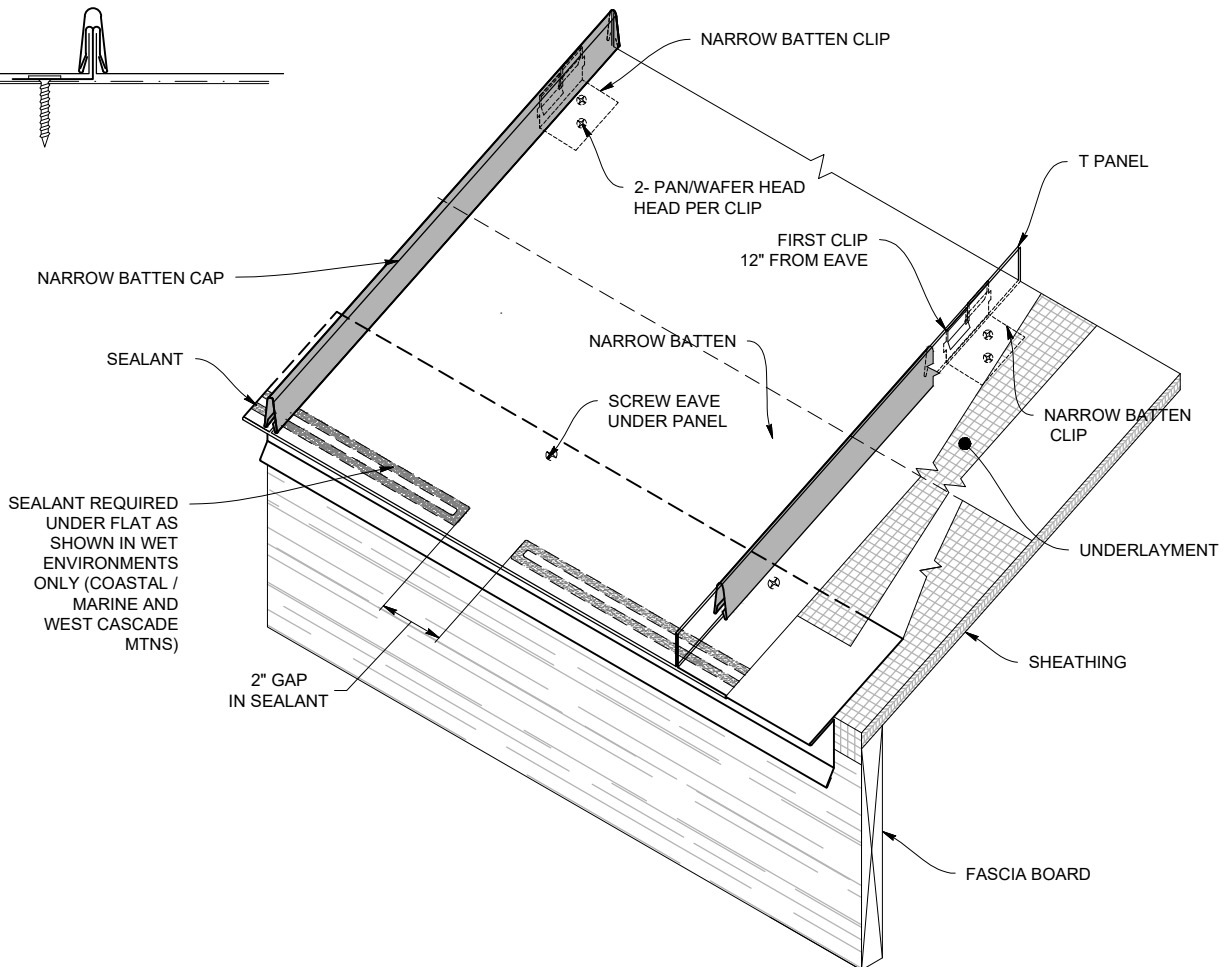 NARROW BATTEN CLIP
T PANEL
2- PAN/WAFER HEAD
HEAD PER CLIP
FIRST CLIP
12" FROM EAVE
NARROW BATTEN CAP
NARROW BATTEN
SEALANT
SCREW EAVE
UNDER PANEL
NARROW BATTEN
CLIP
SEALANT REQUIRED
UNDER FLAT AS
SHOWN IN WET
ENVIRONMENTS
ONLY (COASTAL /
MARINE AND
WEST CASCADE
MTNS)
UNDERLAYMENT
SHEATHING
2" GAP
IN SEALANT
FASCIA BOARD